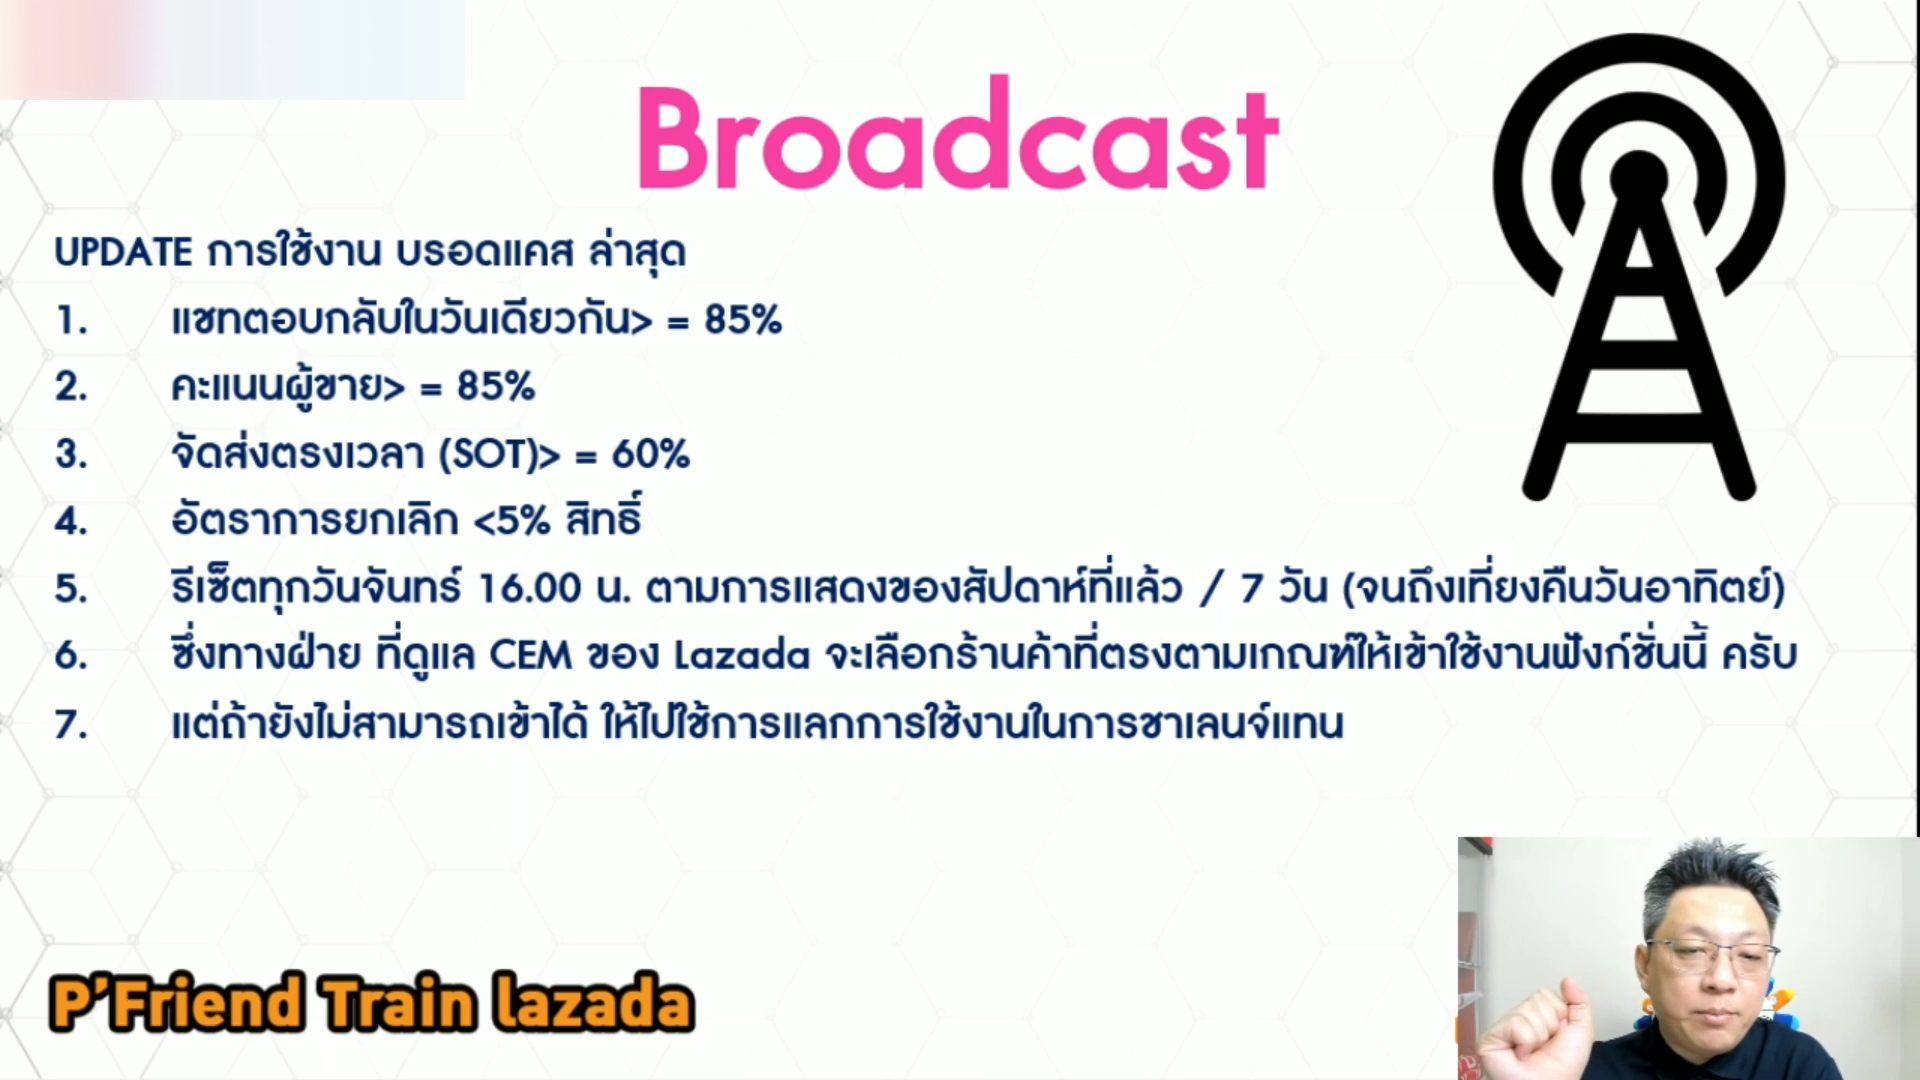 Broadcast
UPDATE การใช้งาน บรอดแคส ล่าสุด
1. แชทตอบกลับในวันเดียวกัน> = 85%
2. คะแนนผู้ขาย> = 85%
3. จัดส่งตรงเวลา (SOT)> = 60%
4. อัตราการยกเลิก <5% สิทธิ์
5. รีเซ็ตทุกวันจันทร์ 16.00 น. ตามการแสดงของสัปดาห์ที่แล้ว / 7 วัน (จนถึงเที่ยงคืนวันอาทิตย์)
6. ซึ่งทางฝ่าย ที่ดูแล CEM ของ Lazada จะเลือกร้านค้าที่ตรงตามเกณฑ์ให้เข้าใช้งานฟังก์ชั่นนี้ ครับ
7. แต่ถ้ายังไม่สามารถเข้าได้ ให้ไปใช้การแลกการใช้งานในการชาเลนจ์แทน
P’Friend Train lazada